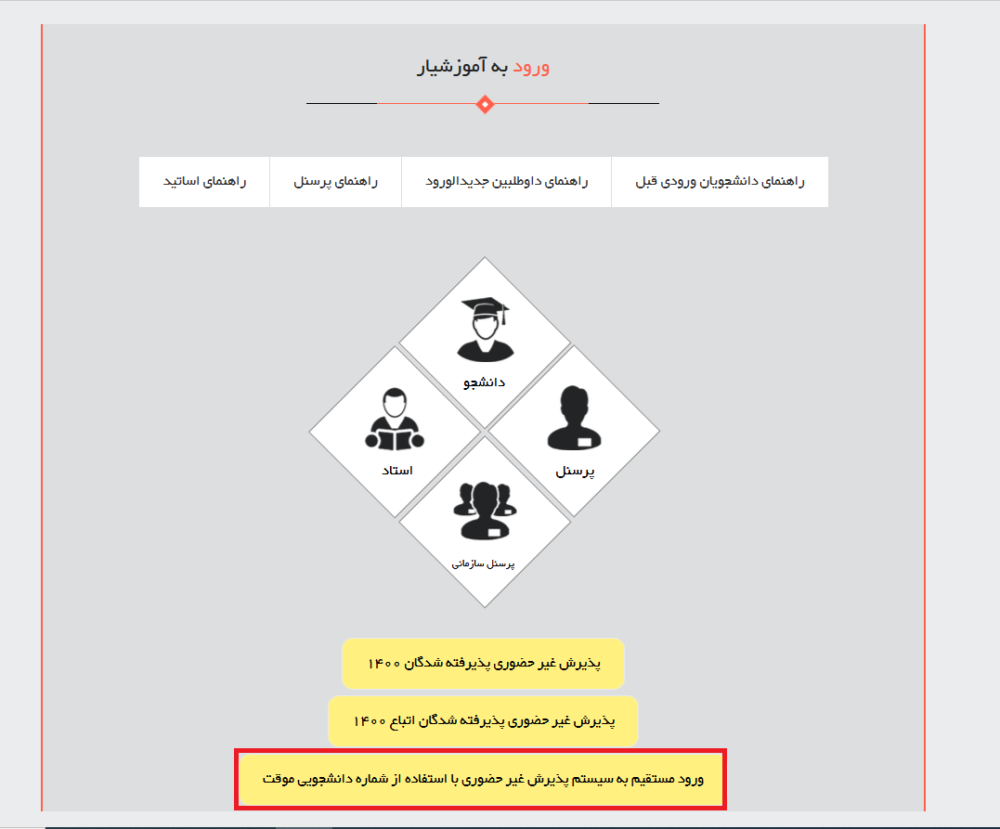 ورود به آموزشیار
راهنمای دانشجویان ورودی قبل
راهنمای داوطلبین جدیدالورود
راهنمای پرسنل
راهنمای اساتید
دانشجو
پرسنل
استاد
پرسنل سازمانی
پذیرش غیر حضوری پذیرفته شدگان ۱۴۰۰
پذیرش غیر حضوری پذیرفته شدگان اتباع ۱۴۰۰
ورود مستقیم به سیستم پذیرش غیر حضوری با استفاده از شماره دانشجویی موقت